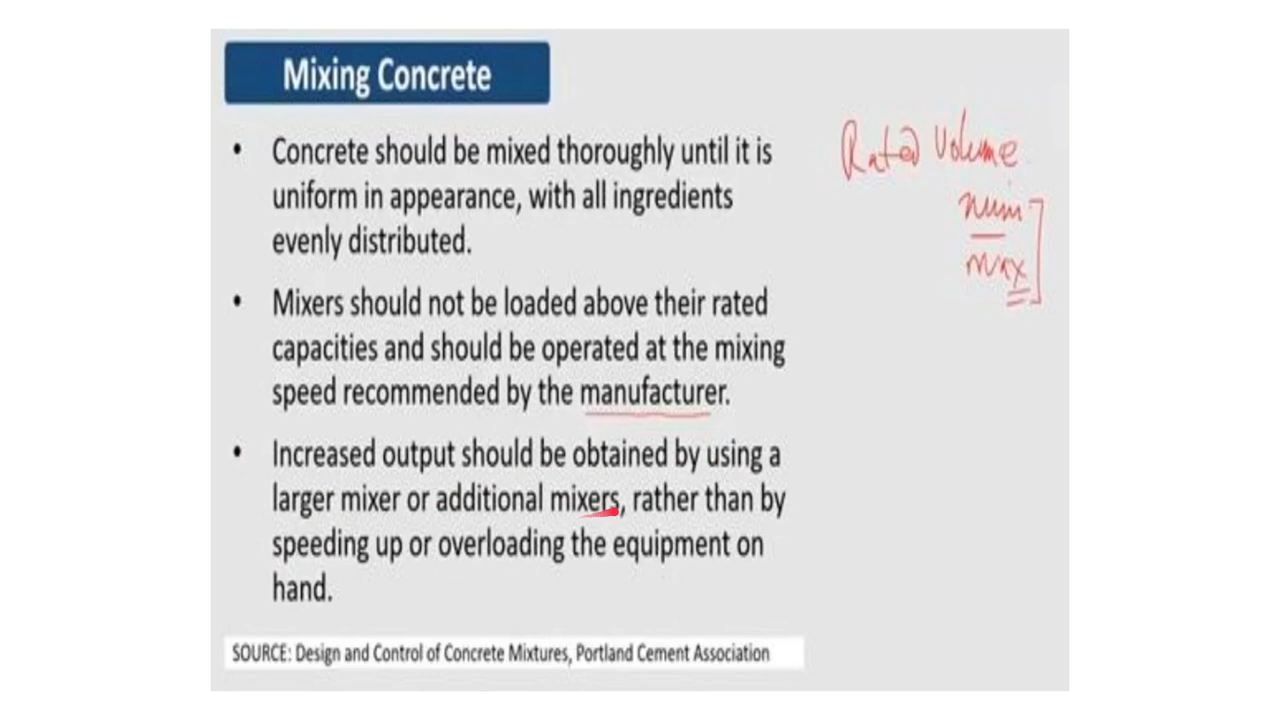 Mixing Concrete
• Concrete should be mixed thoroughly until it is
uniform in appearance, with all ingredients
evenly distributed.
• Mixers should not be loaded above their rated
capacities and should be operated at the mixing
speed recommended by the manufacturer.
• Increased output should be obtained by using a
larger mixer or additional mixers, rather than by
speeding up or overloading the equipment on
hand.
SOURCE: Design and Control of Concrete Mixtures, Portland Cement Association
Rated Volume
max